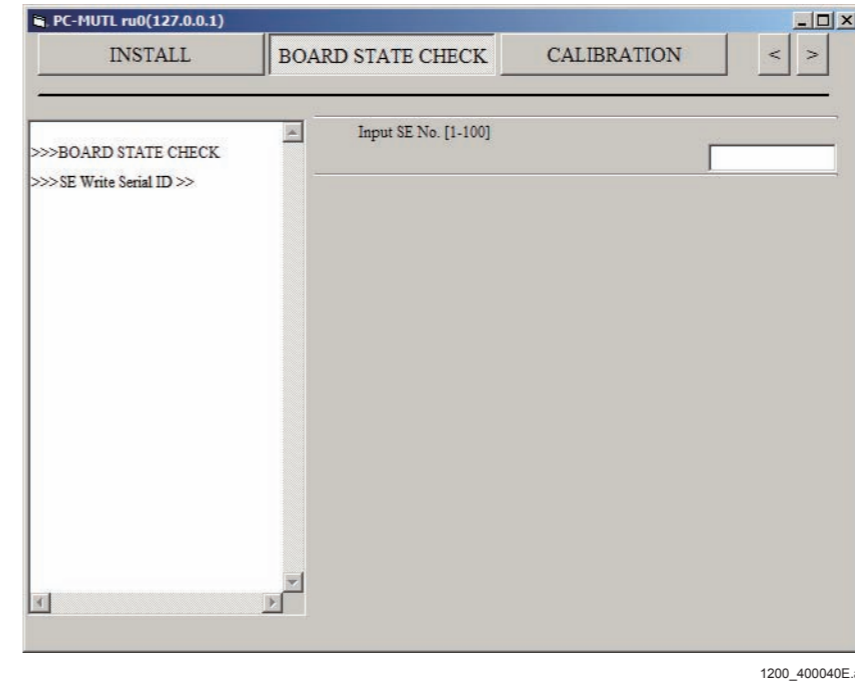 PC-MUTL ru0(127.0.0.1)
INSTALL
BOARD STATE CHECK
CALIBRATION
<
>
>>>BOARD STATE CHECK
>>>SE Write Serial ID >>
Input SE No. [1-100]
1200_400040E.